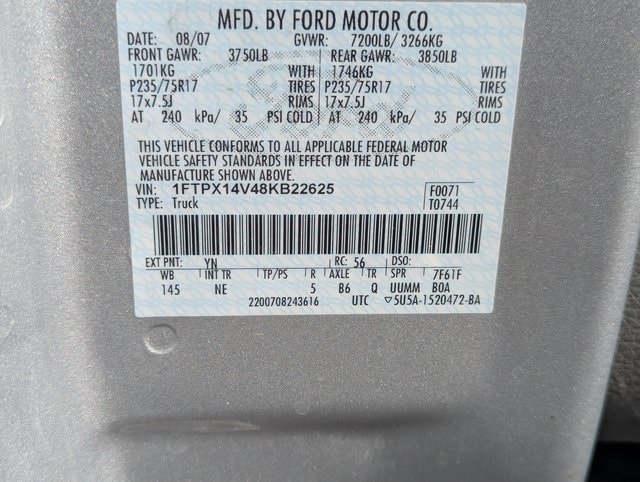 MFD. BY FORD MOTOR CO.
DATE: 08/07 GVWR: 7200LB/ 3266KG
FRONT GAWR: 3750LB REAR GAWR: 3850LB
1701KG WITH 1746KG WITH
P235/75R17 TIRES P235/75R17 TIRES
17x7.5J RIMS 17x7.5J RIMS
AT 240 kPa/ 35 PSI COLD AT 240 kPa/ 35 PSI COLD
THIS VEHICLE CONFORMS TO ALL APPLICABLE FEDERAL MOTOR
VEHICLE SAFETY STANDARDS IN EFFECT ON THE DATE OF
MANUFACTURE SHOWN ABOVE.
VIN: 1FTPX14V48KB22625 F0071
TYPE: Truck T0744
EXT PNT: YN RC: 56 DSO:
WB INT TR TP/PS R AXLE TR SPR 7F61F
145 NE 5 B6 Q UUMM BOA
2200708243616 UTC ▽5U5A-1520472-BA